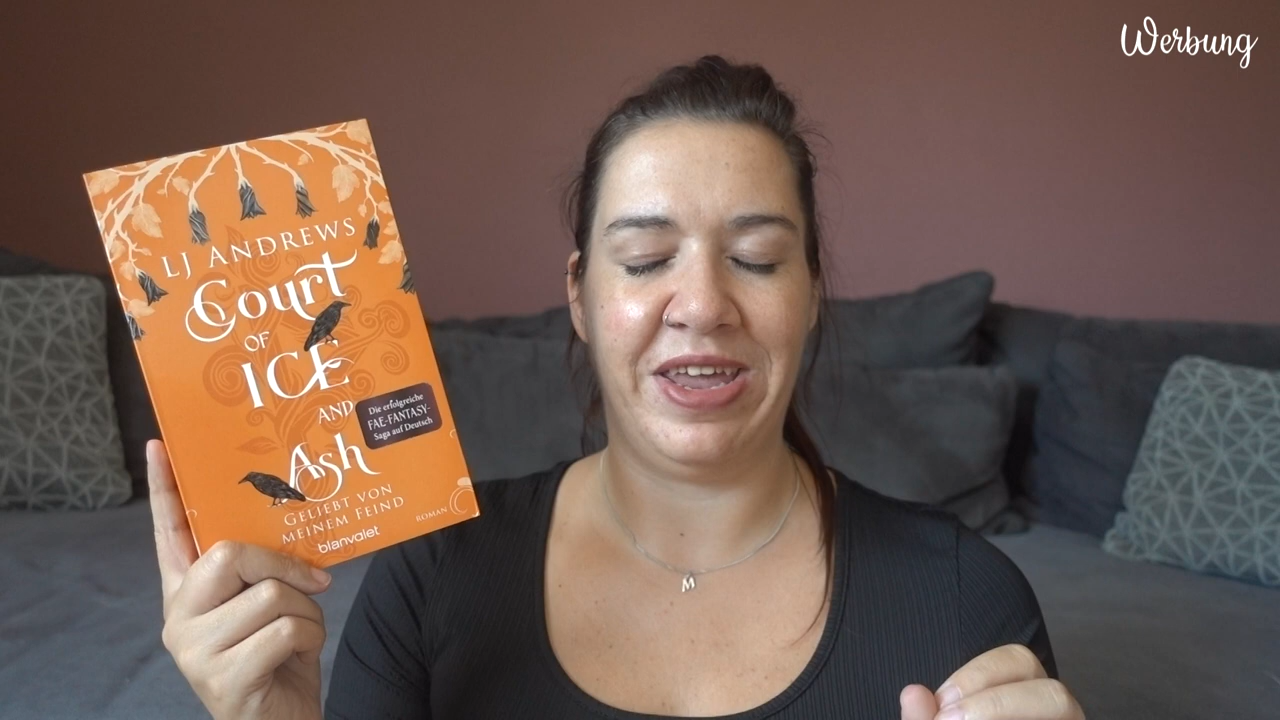 Werbung
LJ ANDREWS
Court
OF
ICE
AND
Ash
Die erfolgreiche
FAE-FANTASY-
Saga auf Deutsch
GELIEBT VON
MEINEM FEIND
ROMAN
blanvalet
M